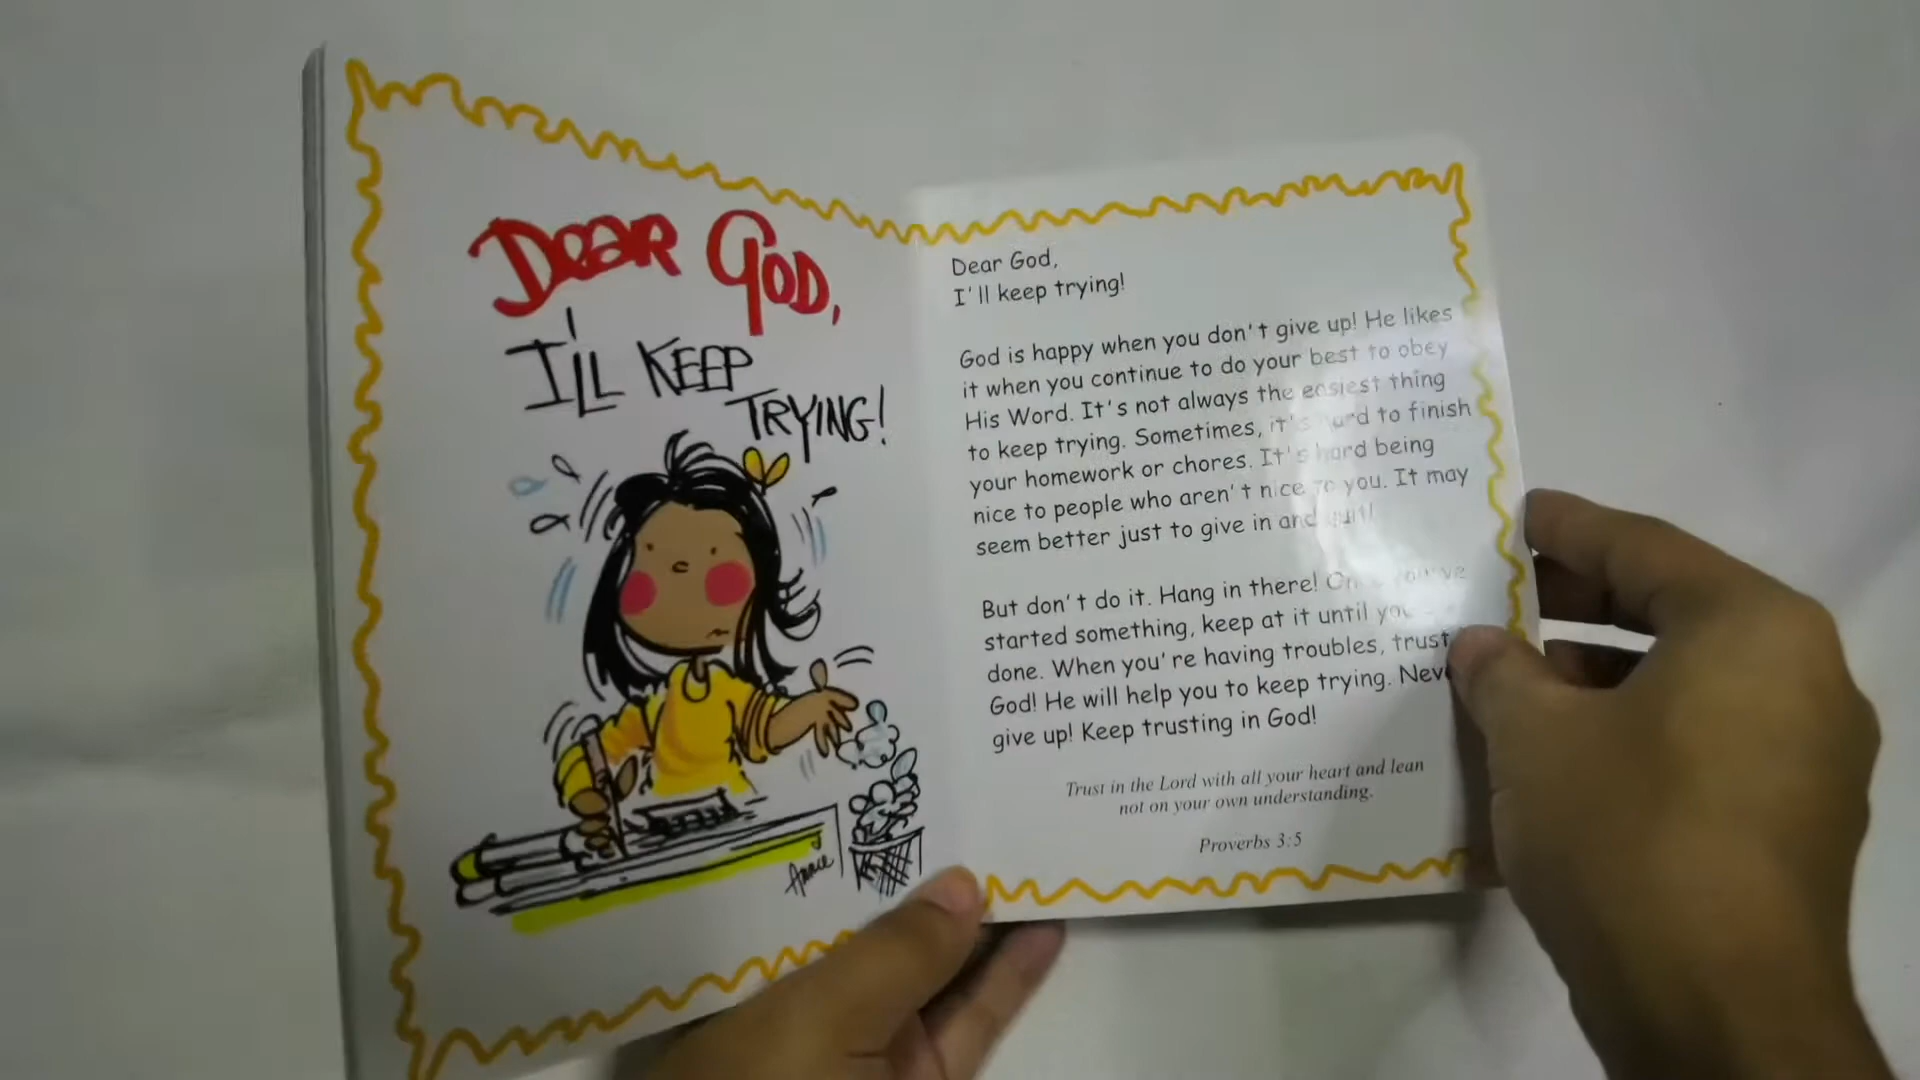 DEAR GOD,
I'LL KEEP
TRYING!
Annie
Dear God,
I'll keep trying!
God is happy when you don't give up! He likes
it when you continue to do your best to obey
His Word. It's not always the easiest thing
to keep trying. Sometimes, it's hard to finish
your homework or chores. It's hard being
nice to people who aren't nice to you. It may
seem better just to give in and quit!
But don't do it. Hang in there! you've
started something, keep at it until
done. When you're having troubles, trust
God! He will help you to keep trying.
give up! Keep trusting in God!
Trust in the Lord with all your heart and lean
not on your own understanding.
Proverbs 3:5